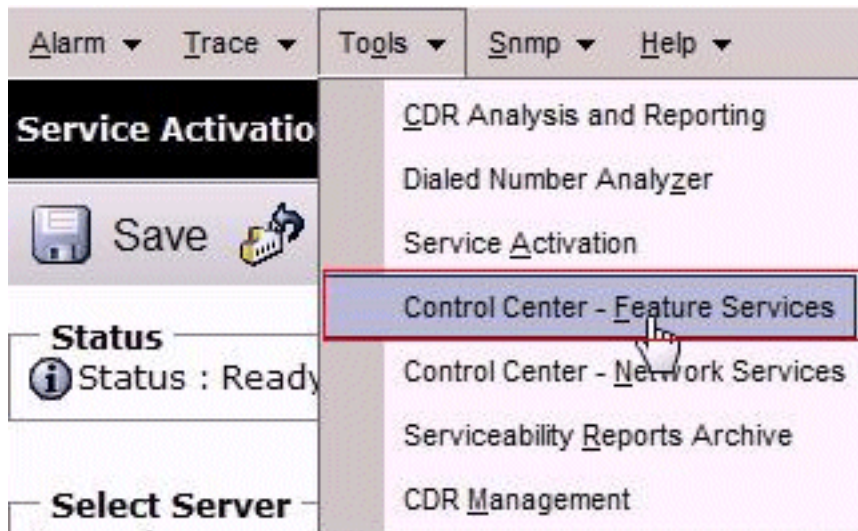 Alarm Trace Tools Snmp Help
Service Activatio
CDR Analysis and Reporting
Dialed Number Analyzer
Save
Service Activation
Control Center - Feature Services
Status
Status : Ready
Control Center - Network Services
Serviceability Reports Archive
Select Server
CDR Management